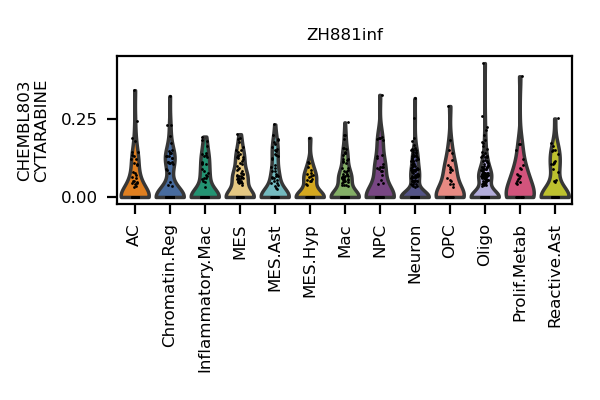 ZH881inf
CHEMBL803
CYTARABINE
0.25
0.00
AC
Chromatin.Reg
Inflammatory.Mac
MES
MES.Ast
MES.Hyp
Mac
NPC
Neuron
OPC
Oligo
Prolif.Metab
Reactive.Ast